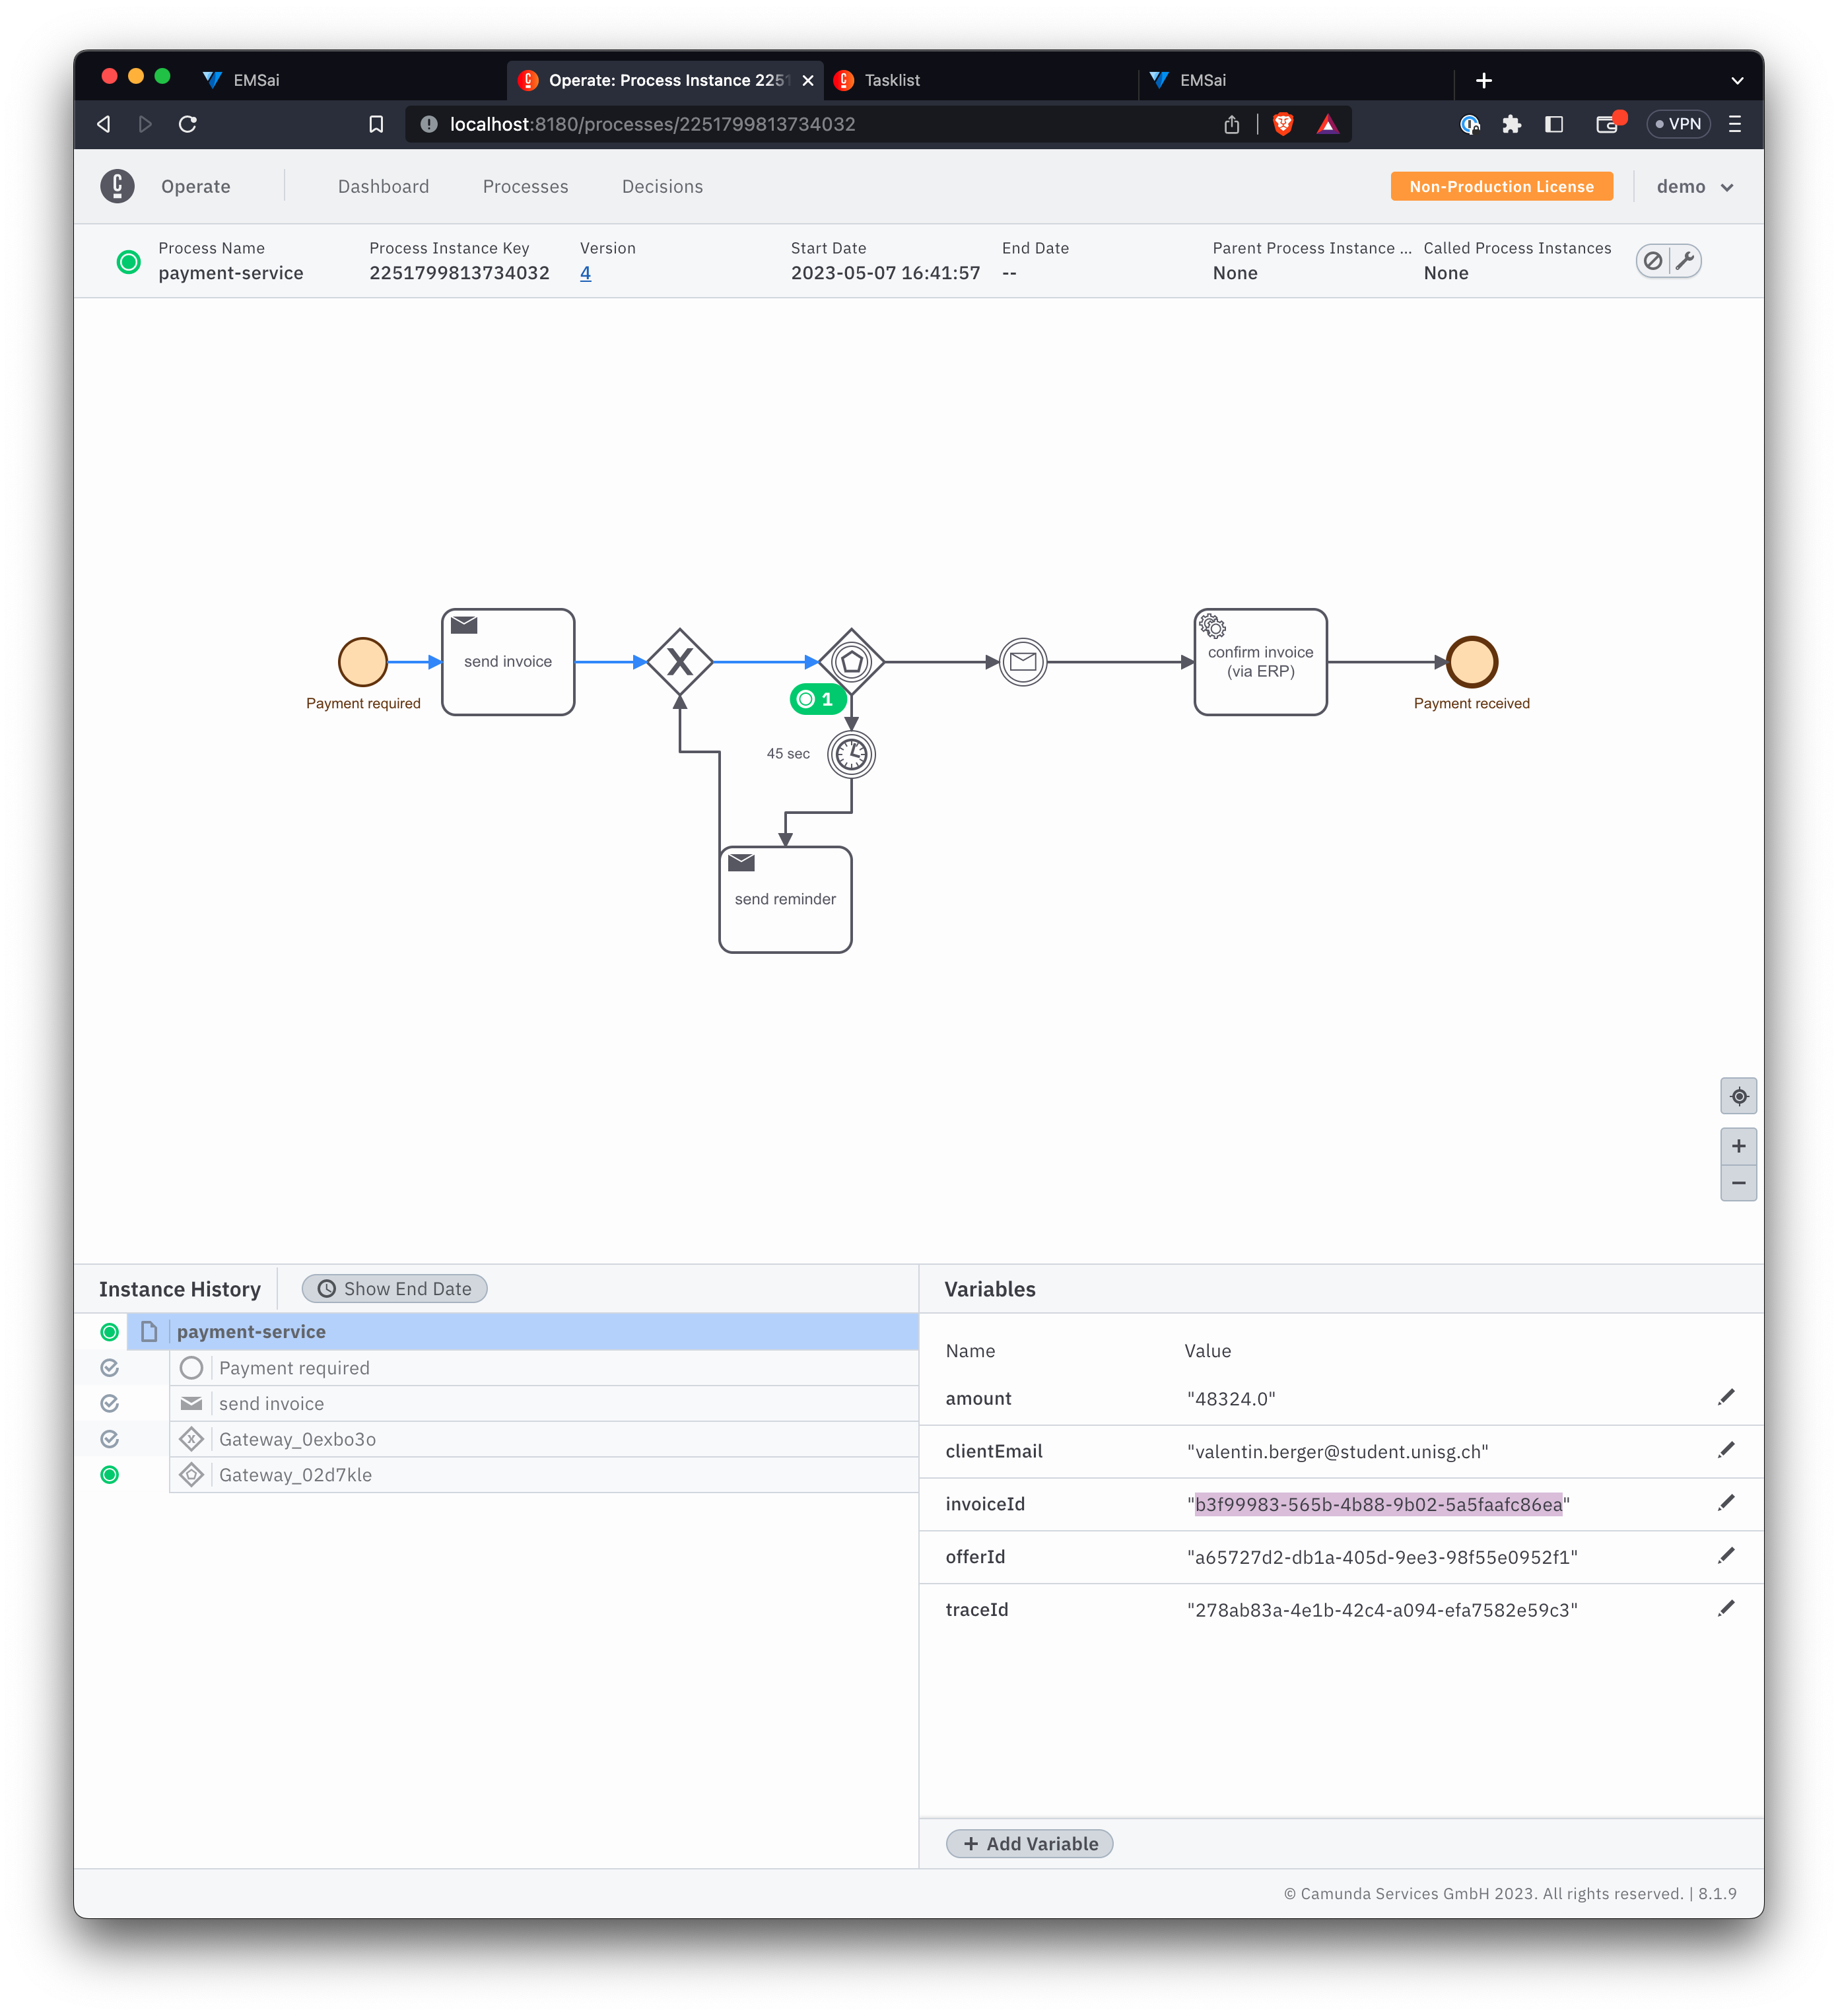 EMSai
Operate: Process Instance 2251
Tasklist
EMSai
localhost:8180/processes/2251799813734032
VPN
Operate
Dashboard
Processes
Decisions
Non-Production License
demo
Process Name
Process Instance Key
Version
Start Date
End Date
Parent Process Instance ...
Called Process Instances
payment-service
2251799813734032
4
2023-05-07 16:41:57
--
None
None
send invoice
confirm invoice
(via ERP)
Payment required
1
Payment received
45 sec
send reminder
Instance History
Show End Date
payment-service
Payment required
send invoice
Gateway_0exbo3o
Gateway_02d7kle
Variables
Name
Value
amount
"48324.0"
clientEmail
"valentin.berger@student.unisg.ch"
invoiceId
"b3f99983-565b-4b88-9b02-5a5faafc86ea"
offerId
"a65727d2-db1a-405d-9ee3-98f55e0952f1"
traceId
"278ab83a-4e1b-42c4-a094-efa7582e59c3"
+ Add Variable
© Camunda Services GmbH 2023. All rights reserved. | 8.1.9